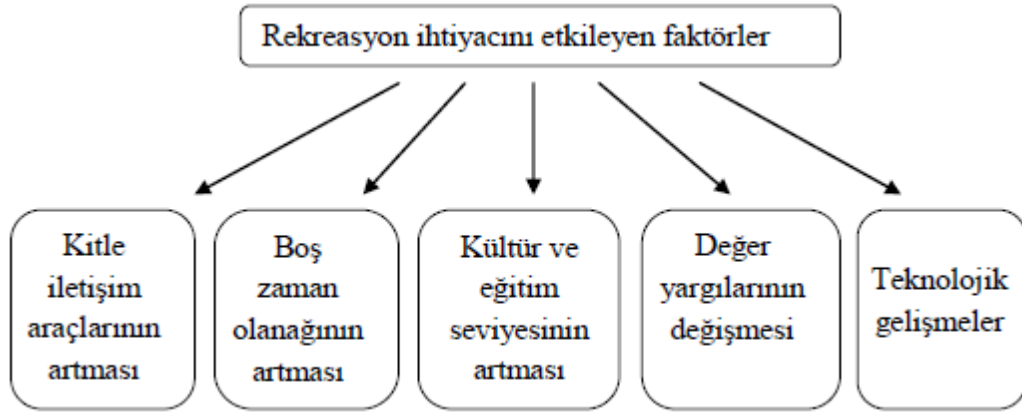 Rekreasyon ihtiyacını etkileyen faktörler
Kitle
iletişim
araçlarının
artması
Boş
zaman
olanağının
artması
Kültür ve
eğitim
seviyesinin
artması
Değer
yargılarının
değişmesi
Teknolojik
gelişmeler